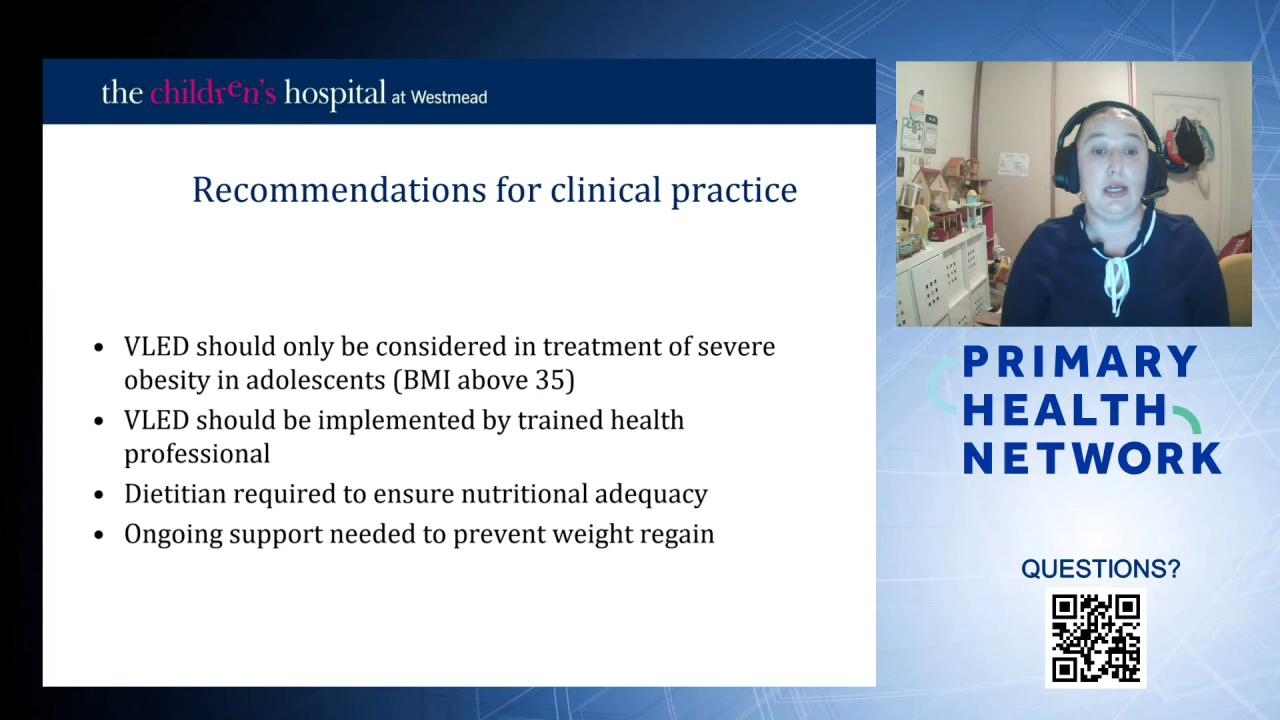 the children's hospital at Westmead
Recommendations for clinical practice
• VLED should only be considered in treatment of severe
obesity in adolescents (BMI above 35)
• VLED should be implemented by trained health
professional
• Dietitian required to ensure nutritional adequacy
• Ongoing support needed to prevent weight regain
PRIMARY
HEALTH
NETWORK
QUESTIONS?